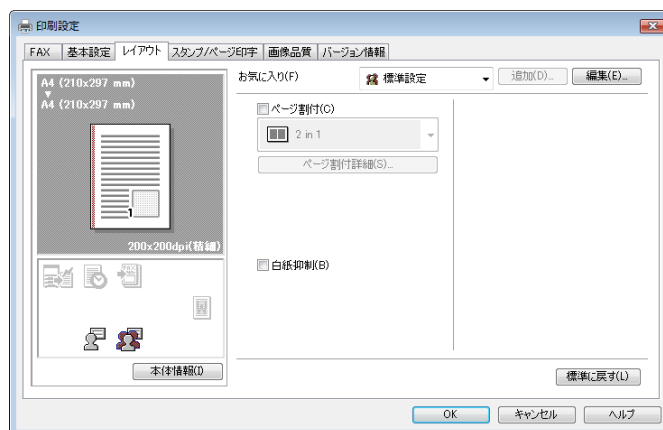 印刷設定
FAX 基本設定 レイアウト スタンプ/ページ印字 画像品質 バージョン情報
A4 (210x297 mm)
A4 (210x297 mm)
1
200x200dpi(精細)
本体情報(I)
お気に入り(F) 標準設定 追加(D)... 編集(E)...
ページ割付(C)
2 in 1
ページ割付詳細(S)...
白紙抑制(B)
標準に戻す(L)
OK キャンセル ヘルプ